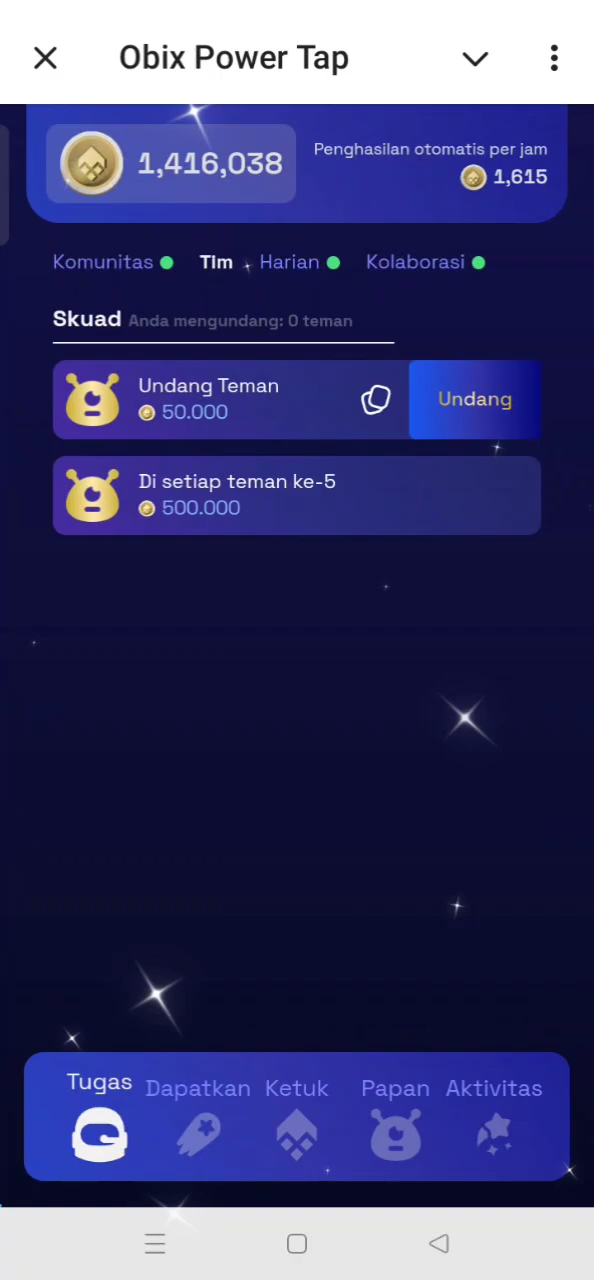 Obix Power Tap
1,416,038
Penghasilan otomatis per jam
1,615
Komunitas TIm Harian Kolaborasi
Skuad Anda mengundang: 0 teman
Undang Teman
50.000
Undang
Di setiap teman ke-5
500.000
Tugas Dapatkan Ketuk Papan Aktivitas